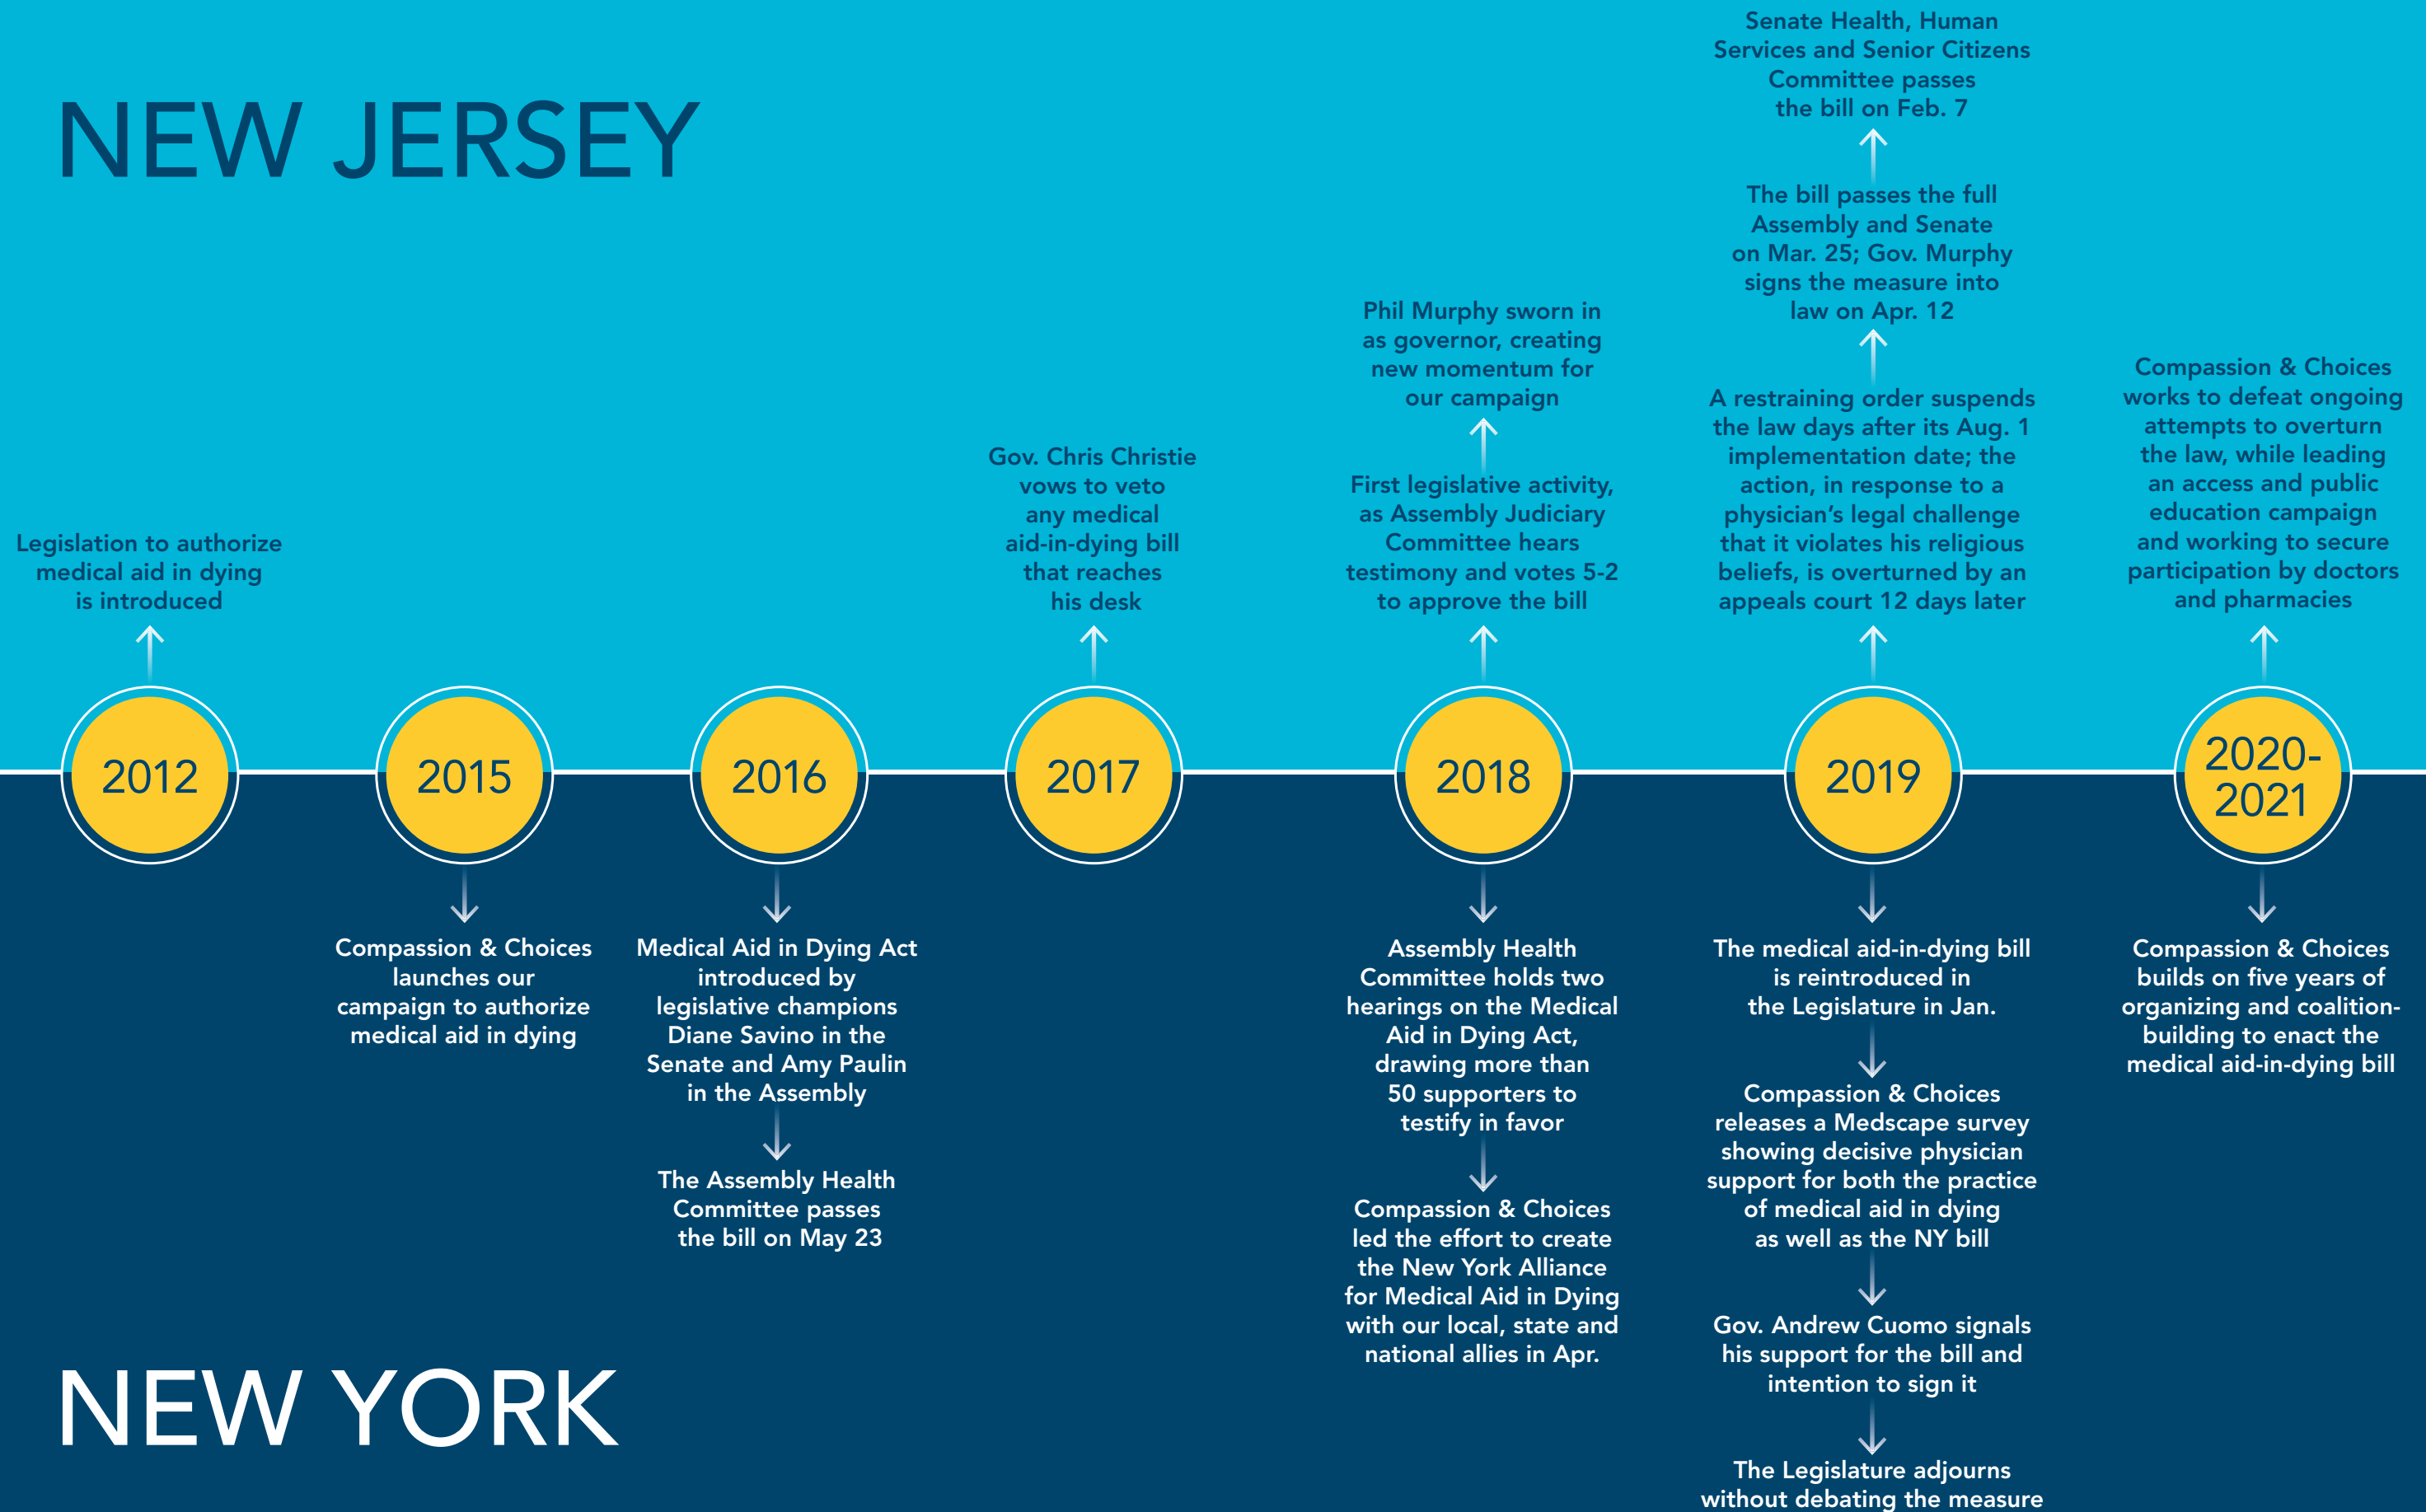 NEW JERSEY
Legislation to authorize
medical aid in dying
is introduced
Gov. Chris Christie
vows to veto
any medical
aid-in-dying bill
that reaches
his desk
Phil Murphy sworn in
as governor, creating
new momentum for
our campaign
First legislative activity,
as Assembly Judiciary
Committee hears
testimony and votes 5-2
to approve the bill
Senate Health, Human
Services and Senior Citizens
Committee passes
the bill on Feb. 7
The bill passes the full
Assembly and Senate
on Mar. 25; Gov. Murphy
signs the measure into
law on Apr. 12
A restraining order suspends
the law days after its Aug. 1
implementation date; the
action, in response to a
physician’s legal challenge
that it violates his religious
beliefs, is overturned by an
appeals court 12 days later
Compassion & Choices
works to defeat ongoing
attempts to overturn
the law, while leading
an access and public
education campaign
and working to secure
participation by doctors
and pharmacies
2012
2015
2016
2017
2018
2019
2020-
2021
Compassion & Choices
launches our
campaign to authorize
medical aid in dying
Medical Aid in Dying Act
introduced by
legislative champions
Diane Savino in the
Senate and Amy Paulin
in the Assembly
The Assembly Health
Committee passes
the bill on May 23
Assembly Health
Committee holds two
hearings on the Medical
Aid in Dying Act,
drawing more than
50 supporters to
testify in favor
Compassion & Choices
led the effort to create
the New York Alliance
for Medical Aid in Dying
with our local, state and
national allies in Apr.
The medical aid-in-dying bill
is reintroduced in
the Legislature in Jan.
Compassion & Choices
releases a Medscape survey
showing decisive physician
support for both the practice
of medical aid in dying
as well as the NY bill
Gov. Andrew Cuomo signals
his support for the bill and
intention to sign it
The Legislature adjourns
without debating the measure
Compassion & Choices
builds on five years of
organizing and coalition-
building to enact the
medical aid-in-dying bill
NEW YORK